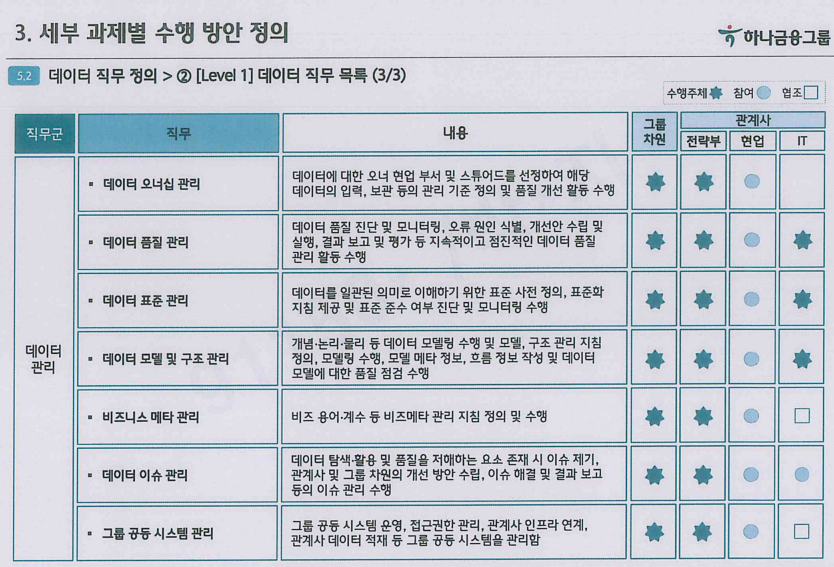 3. 세부 과제별 수행 방안 정의
하나금융그룹
5.2 데이터 직무 정의 > ② [Level 1] 데이터 직무 목록 (3/3)
수행주체 참여 협조
직무군 직무 내용 그룹 차원 관계사
전략부 현업 IT
데이터 관리
데이터 오너십 관리
데이터에 대한 오너 현업 부서 및 스튜어드를 선정하여 해당
데이터의 입력, 보관 등의 관리 기준 정의 및 품질 개선 활동 수행
데이터 품질 관리
데이터 품질 진단 및 모니터링, 오류 원인 식별, 개선안 수립 및
실행, 결과 보고 및 평가 등 지속적이고 점진적인 데이터 품질
관리 활동 수행
데이터 표준 관리
데이터를 일관된 의미로 이해하기 위한 표준 사전 정의, 표준화
지침 제공 및 표준 준수 여부 진단 및 모니터링 수행
데이터 모델 및 구조 관리
개념·논리·물리 등 데이터 모델링 수행 및 모델, 구조 관리 지침
정의, 모델링 수행, 모델 메타 정보, 흐름 정보 작성 및 데이터
모델에 대한 품질 점검 수행
비즈니스 메타 관리
비즈 용어·계수 등 비즈메타 관리 지침 정의 및 수행
데이터 이슈 관리
데이터 탐색·활용 및 품질을 저해하는 요소 존재 시 이슈 제기,
관계사 및 그룹 차원의 개선 방안 수립, 이슈 해결 및 결과 보고
등의 이슈 관리 수행
그룹 공동 시스템 관리
그룹 공동 시스템 운영, 접근권한 관리, 관계사 인프라 연계,
관계사 데이터 적재 등 그룹 공동 시스템을 관리함